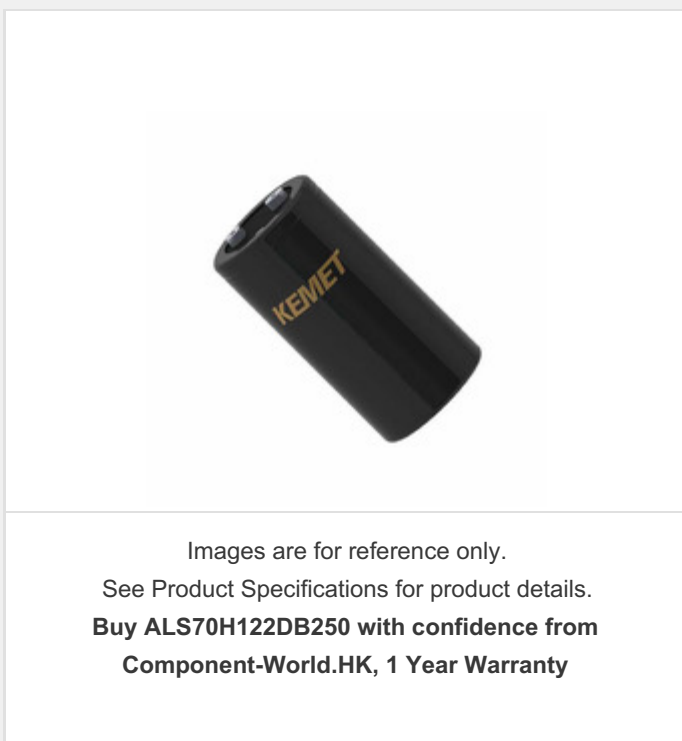 KEMET
Images are for reference only.
See Product Specifications for product details.
Buy ALS70H122DB250 with confidence from
Component-World.HK, 1 Year Warranty